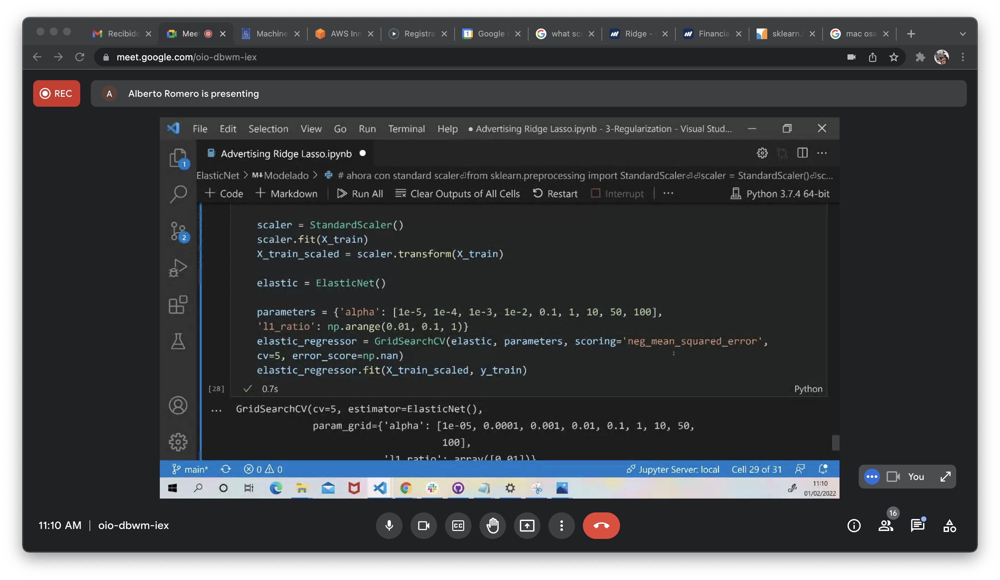 Recibido
Mee
Machine
AWS Inn
Registra
1
Google
what sco
Ridge -
Financia
sklearn.
mac osx
meet.google.com/oio-dbwm-iex
REC
A
Alberto Romero is presenting
File Edit Selection View Go Run Terminal Help ● Advertising Ridge Lasso.ipynb - 3-Regularization - Visual Stud...
Advertising Ridge Lasso.ipynb ●
1
ElasticNet > M↓Modelado > # ahora con standard scaler⏎from sklearn.preprocessing import StandardScaler⏎⏎scaler = StandardScaler()⏎sc...
+ Code + Markdown Run All Clear Outputs of All Cells Restart Interrupt ... Python 3.7.4 64-bit
2
scaler = StandardScaler()
scaler.fit(X_train)
X_train_scaled = scaler.transform(X_train)
elastic = ElasticNet()
parameters = {'alpha': [1e-5, 1e-4, 1e-3, 1e-2, 0.1, 1, 10, 50, 100],
'l1_ratio': np.arange(0.01, 0.1, 1)}
elastic_regressor = GridSearchCV(elastic, parameters, scoring='neg_mean_squared_error',
cv=5, error_score=np.nan)
elastic_regressor.fit(X_train_scaled, y_train)
[28] ✓ 0.7s Python
... GridSearchCV(cv=5, estimator=ElasticNet(),
param_grid={'alpha': [1e-05, 0.0001, 0.001, 0.01, 0.1, 1, 10, 50,
100],
'l1_ratio': array([0.01])}
main* 0 0 Jupyter Server: local Cell 29 of 31
11:10
01/02/2022
You
11:10 AM | oio-dbwm-iex
CC
16